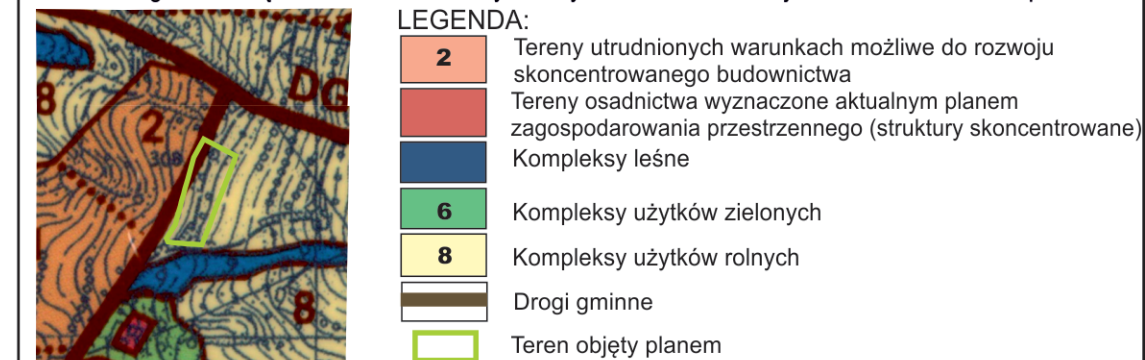 LEGENDA:
2 Tereny utrudnionych warunkach możliwe do rozwoju
skoncentrowanego budownictwa
Tereny osadnictwa wyznaczone aktualnym planem
zagospodarowania przestrzennego (struktury skoncentrowane)
Kompleksy leśne
6 Kompleksy użytków zielonych
8 Kompleksy użytków rolnych
Drogi gminne
Teren objęty planem
DG
8
2
308
8